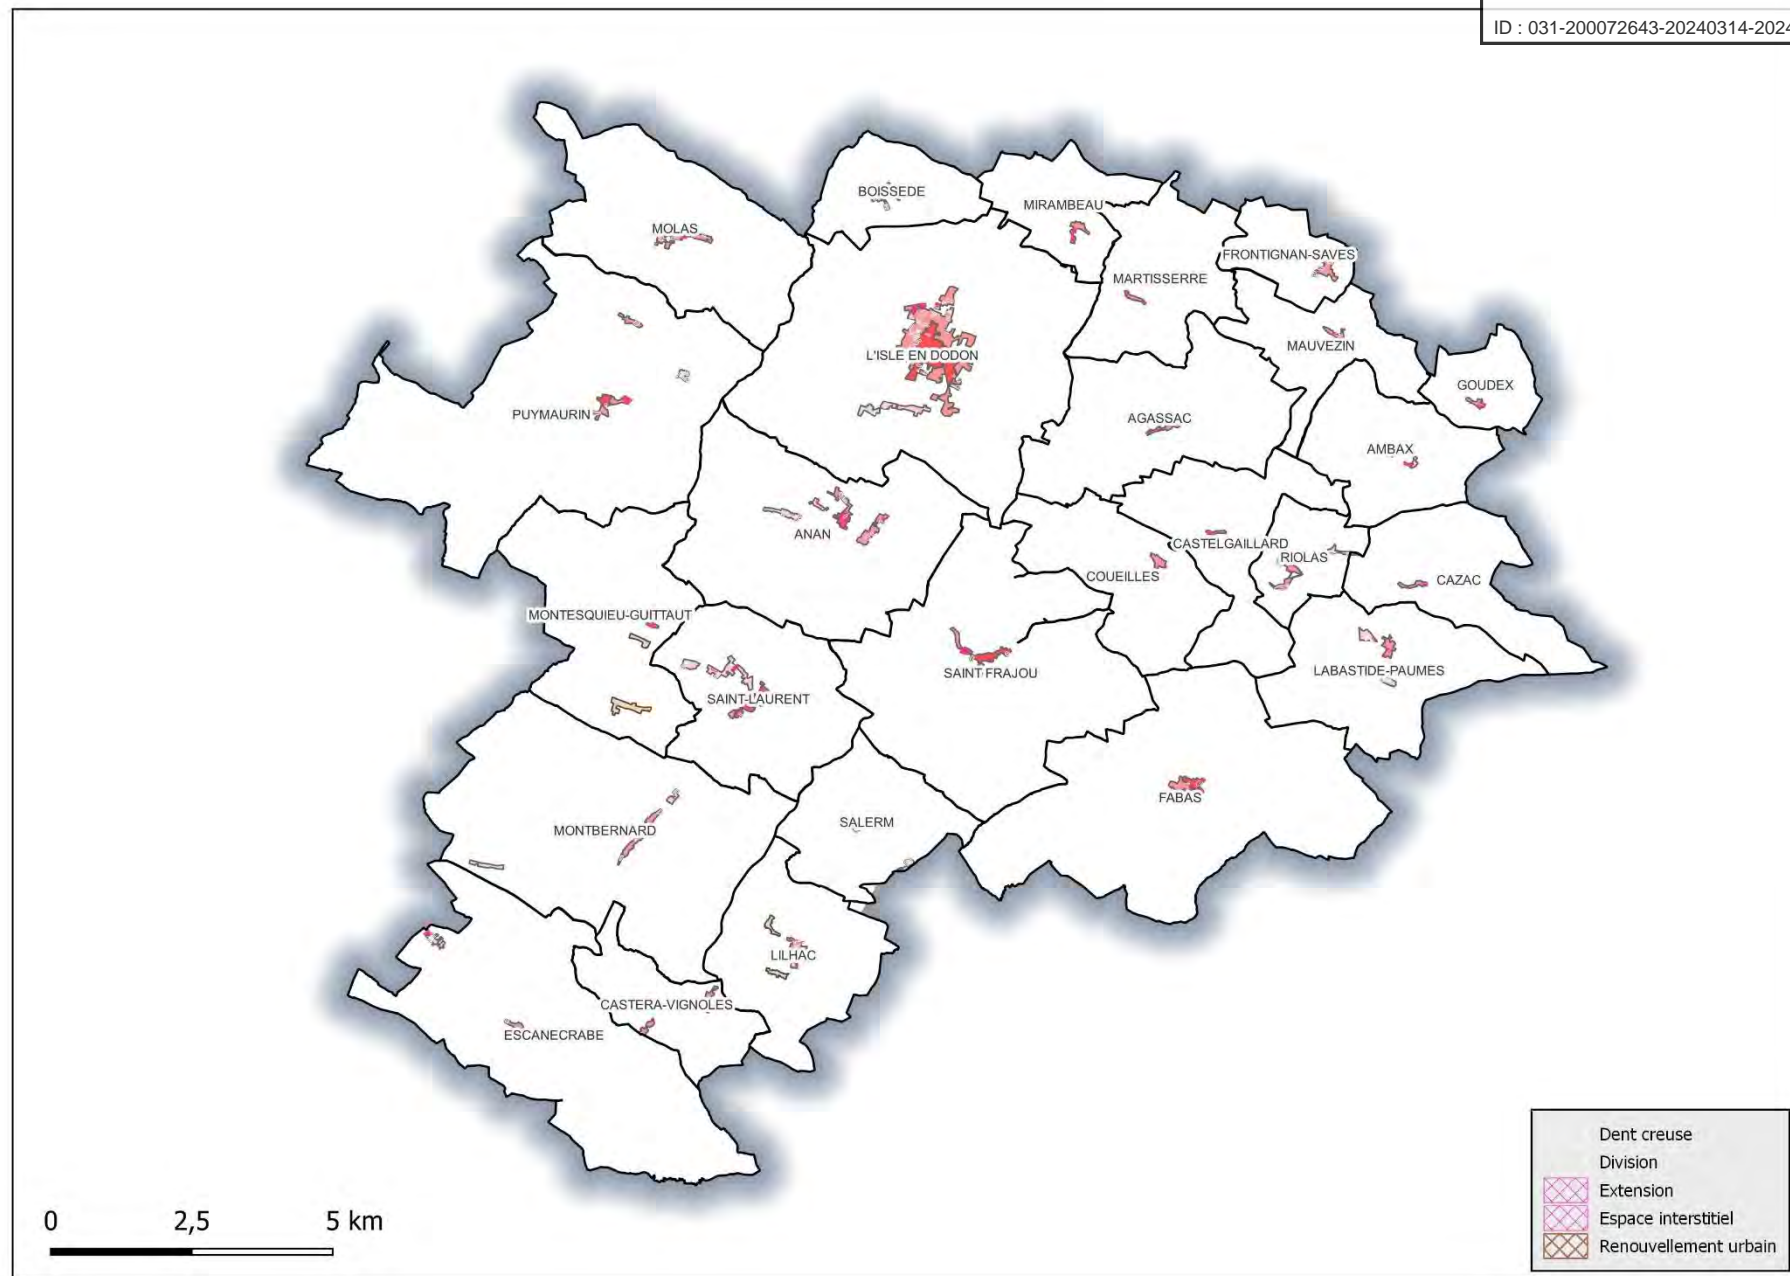 ID : 031-200072643-20240314-2024
BOISSEDE
MIRAMBEAU
MOLAS
FRONTIGNAN-SAVES
MARTISSERRE
MAUVEZIN
L'ISLE EN DODON
GOUDEX
PUYMAURIN
AGASSAC
AMBAX
ANAN
CASTELGAILLARD
RIOLAS
COUEILLES
CAZAC
MONTESQUIEU-GUITTAUT
SAINT FRAJOU
LABASTIDE-PAUMES
SAINT-LAURENT
FABAS
SALERM
MONTBERNARD
LILHAC
CASTERA-VIGNOLES
ESCANECRABE
Dent creuse
Division
Extension
Espace interstitiel
Renouvellement urbain
0 2,5 5 km